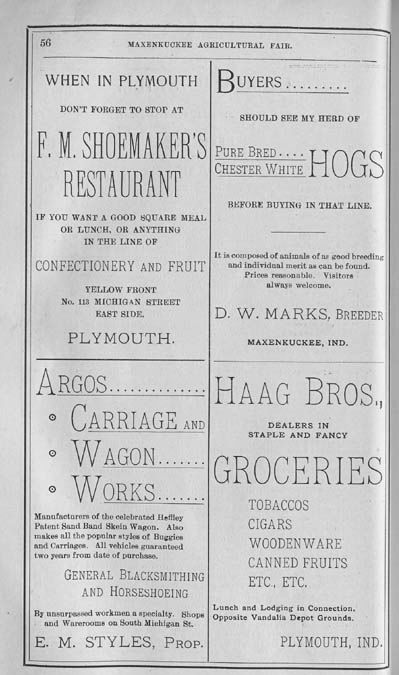 56
MAXENKUCKEE AGRICULTURAL FAIR.
WHEN IN PLYMOUTH
DON'T FORGET TO STOP AT
F. M. SHOEMAKER'S
RESTAURANT
IF YOU WANT A GOOD SQUARE MEAL
OR LUNCH, OR ANYTHING
IN THE LINE OF
CONFECTIONERY AND FRUIT
YELLOW FRONT
No. 113 MICHIGAN STREET
EAST SIDE.
PLYMOUTH.
BUYERS.........
SHOULD SEE MY HERD OF
PURE BRED....
CHESTER WHITE
HOGS
BEFORE BUYING IN THAT LINE.
It is composed of animals of as good breeding
and individual merit as can be found.
Prices reasonable. Visitors
always welcome.
D. W. MARKS, BREEDER
MAXENKUCKEE, IND.
ARGOS.............
CARRIAGE AND
WAGON.......
WORKS.......
Manufacturers of the celebrated Heffley
Patent Sand Band Skein Wagon. Also
makes all the popular styles of Buggies
and Carriages. All vehicles guaranteed
two years from date of purchase.
GENERAL BLACKSMITHING
AND HORSESHOEING
By unsurpassed workmen a specialty. Shops
and Warerooms on South Michigan St.
E. M. STYLES, PROP.
HAAG BROS.,
DEALERS IN
STAPLE AND FANCY
GROCERIES
TOBACCOS
CIGARS
WOODENWARE
CANNED FRUITS
ETC., ETC.
Lunch and Lodging in Connection.
Opposite Vandalia Depot Grounds.
PLYMOUTH, IND.